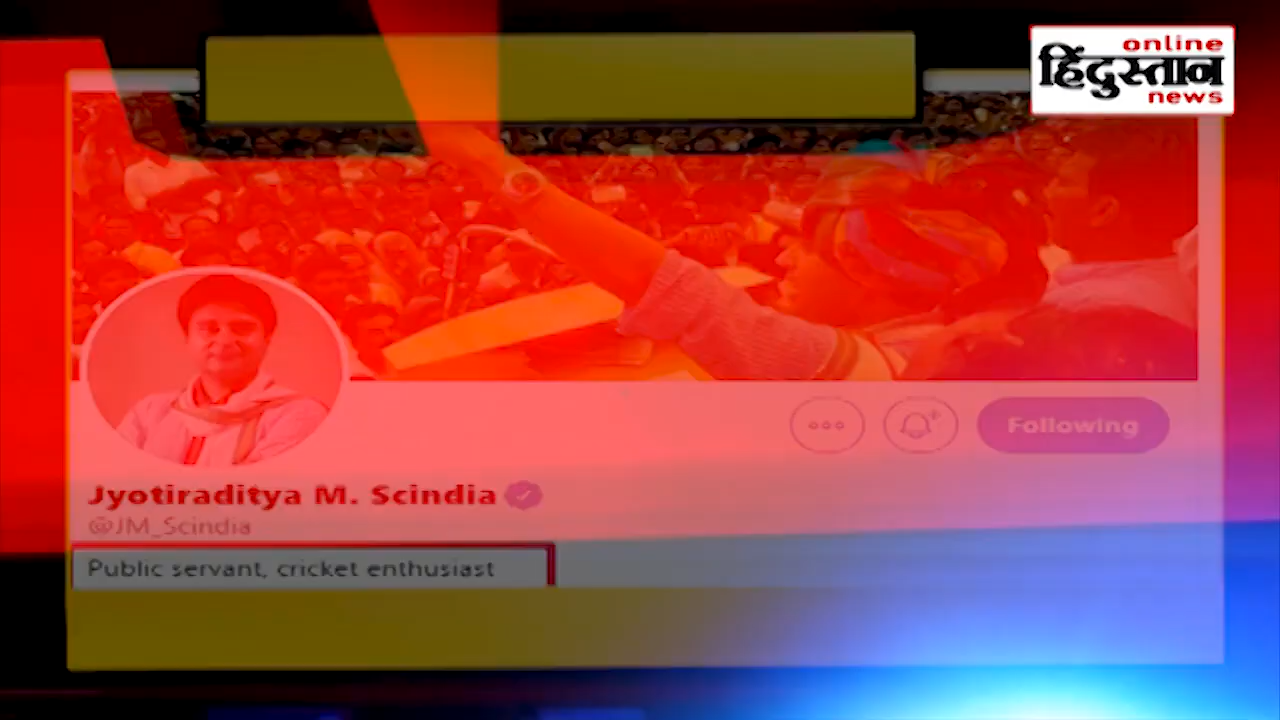 online
हिंदुस्तान
news
Following
Jyotiraditya M. Scindia
@JM_Scindia
Public servant, cricket enthusiast